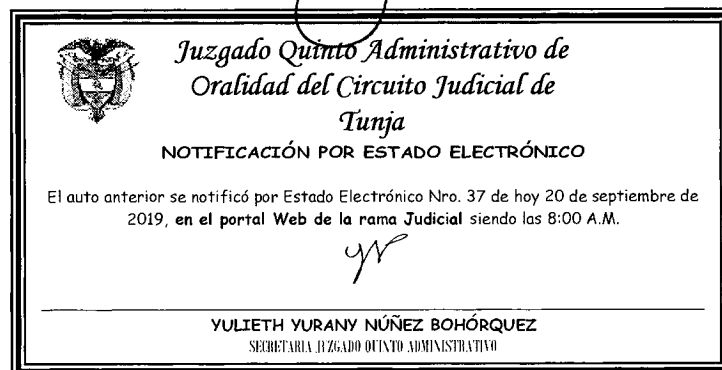 Juzgado Quinto Administrativo de
Oralidad del Circuito Judicial de
Tunja
NOTIFICACIÓN POR ESTADO ELECTRÓNICO
El auto anterior se notificó por Estado Electrónico Nro. 37 de hoy 20 de septiembre de
2019, en el portal Web de la rama Judicial siendo las 8:00 A.M.
YULIETH YURANY NÚÑEZ BOHÓRQUEZ
SECRETARIA JUZGADO QUINTO ADMINISTRATIVO